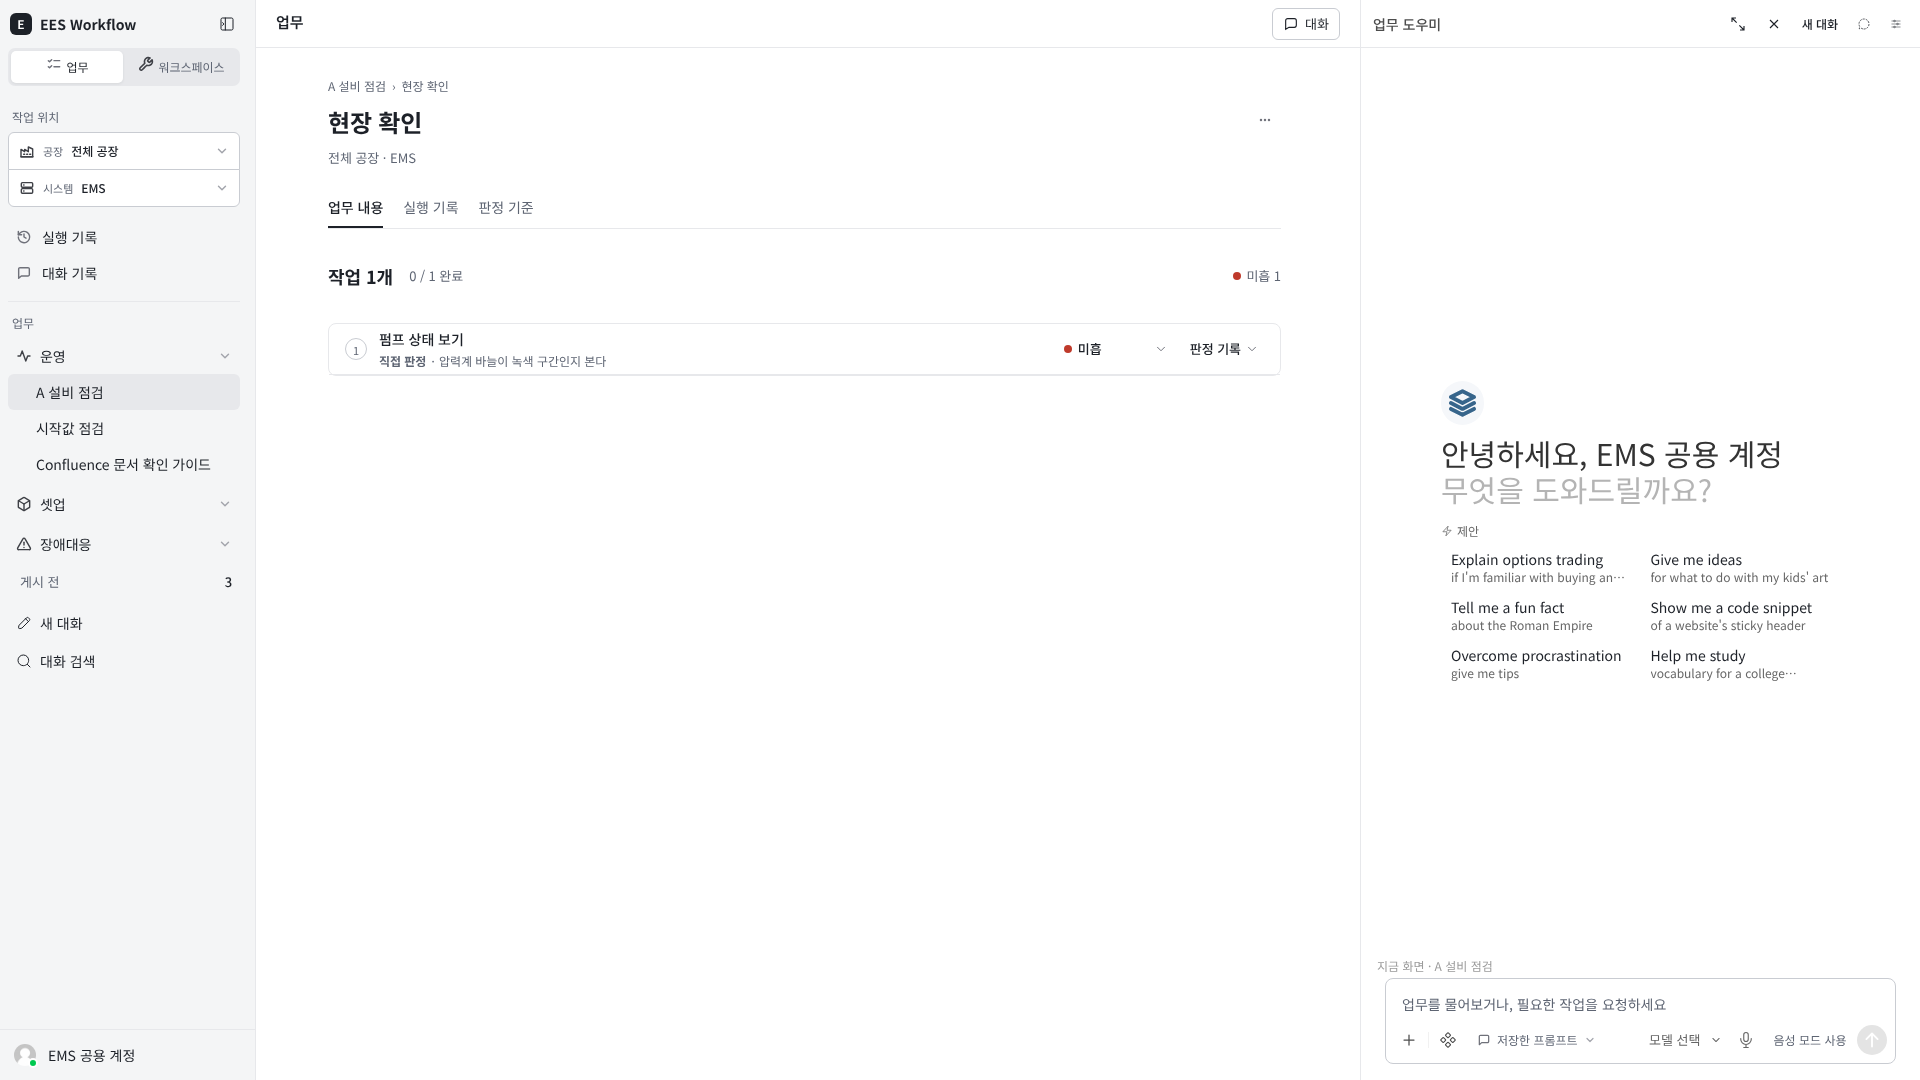 E EES Workflow
업무
워크스페이스
작업 위치
공장 전체 공장
시스템 EMS
실행 기록
대화 기록
업무
운영
A 설비 점검
시작값 점검
Confluence 문서 확인 가이드
셋업
장애대응
게시 전 3
새 대화
대화 검색
EMS 공용 계정
업무
대화
A 설비 점검 › 현장 확인
현장 확인
...
전체 공장 · EMS
업무 내용 실행 기록 판정 기준
작업 1개 0 / 1 완료
미흡 1
1
펌프 상태 보기
직접 판정 · 압력계 바늘이 녹색 구간인지 본다
미흡
판정 기록
업무 도우미
새 대화
안녕하세요, EMS 공용 계정
무엇을 도와드릴까요?
제안
Explain options trading
if I'm familiar with buying an…
Give me ideas
for what to do with my kids' art
Tell me a fun fact
about the Roman Empire
Show me a code snippet
of a website's sticky header
Overcome procrastination
give me tips
Help me study
vocabulary for a college…
지금 화면 · A 설비 점검
업무를 물어보거나, 필요한 작업을 요청하세요
저장한 프롬프트
모델 선택
음성 모드 사용